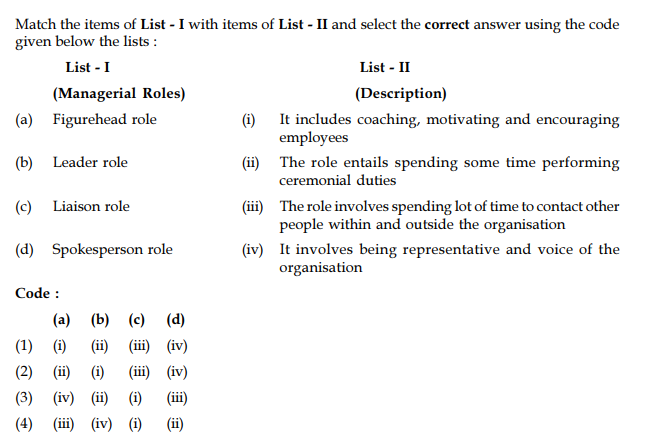 Match the items of List - I with items of List - II and select the correct answer using the code
given below the lists :
List - I List - II
(Managerial Roles) (Description)
(a) Figurehead role (i) It includes coaching, motivating and encouraging
employees
(b) Leader role (ii) The role entails spending some time performing
ceremonial duties
(c) Liaison role (iii) The role involves spending lot of time to contact other
people within and outside the organisation
(d) Spokesperson role (iv) It involves being representative and voice of the
organisation
Code :
(a) (b) (c) (d)
(1) (i) (ii) (iii) (iv)
(2) (ii) (i) (iii) (iv)
(3) (iv) (ii) (i) (iii)
(4) (iii) (iv) (i) (ii)